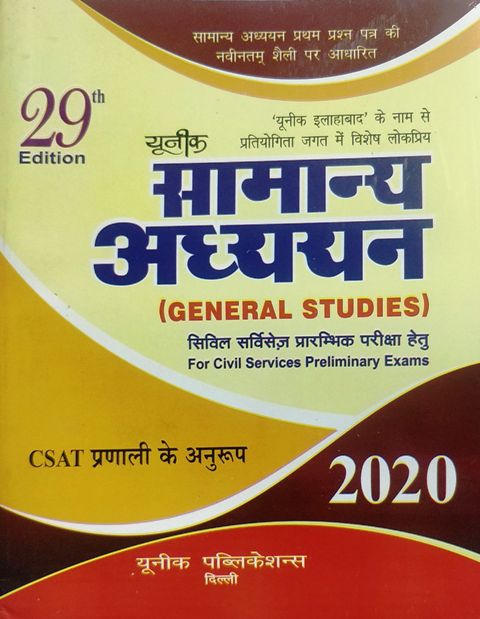 सामान्य अध्ययन प्रथम प्रश्न पत्र की
नवीनतम् शैली पर आधारित
29th
Edition
'यूनीक इलाहाबाद' के नाम से
प्रतियोगिता जगत में विशेष लोकप्रिय
यूनीक
सामान्य
अध्ययन
(GENERAL STUDIES)
सिविल सर्विसेज़ प्रारम्भिक परीक्षा हेतु
For Civil Services Preliminary Exams
CSAT प्रणाली के अनुरूप
2020
यूनीक पब्लिकेशन्स
दिल्ली